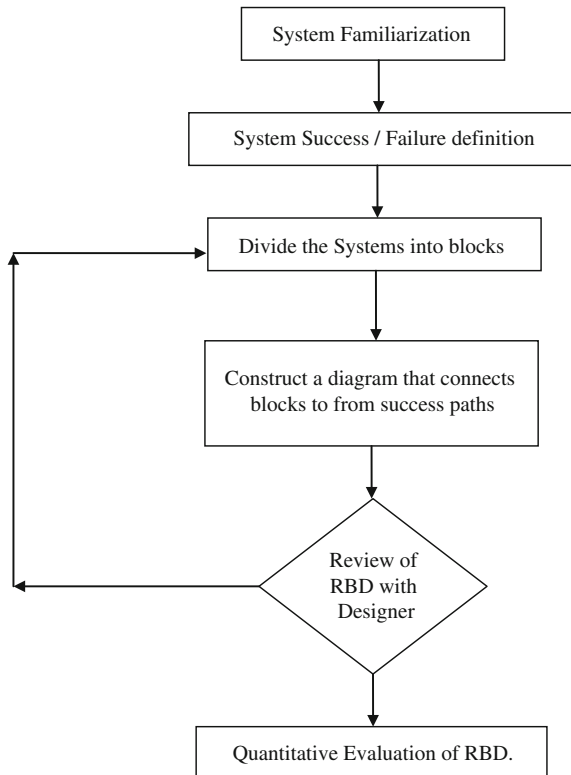 System Familiarization
System Success / Failure definition
Divide the Systems into blocks
Construct a diagram that connects
blocks to from success paths
Review of
RBD with
Designer
Quantitative Evaluation of RBD.